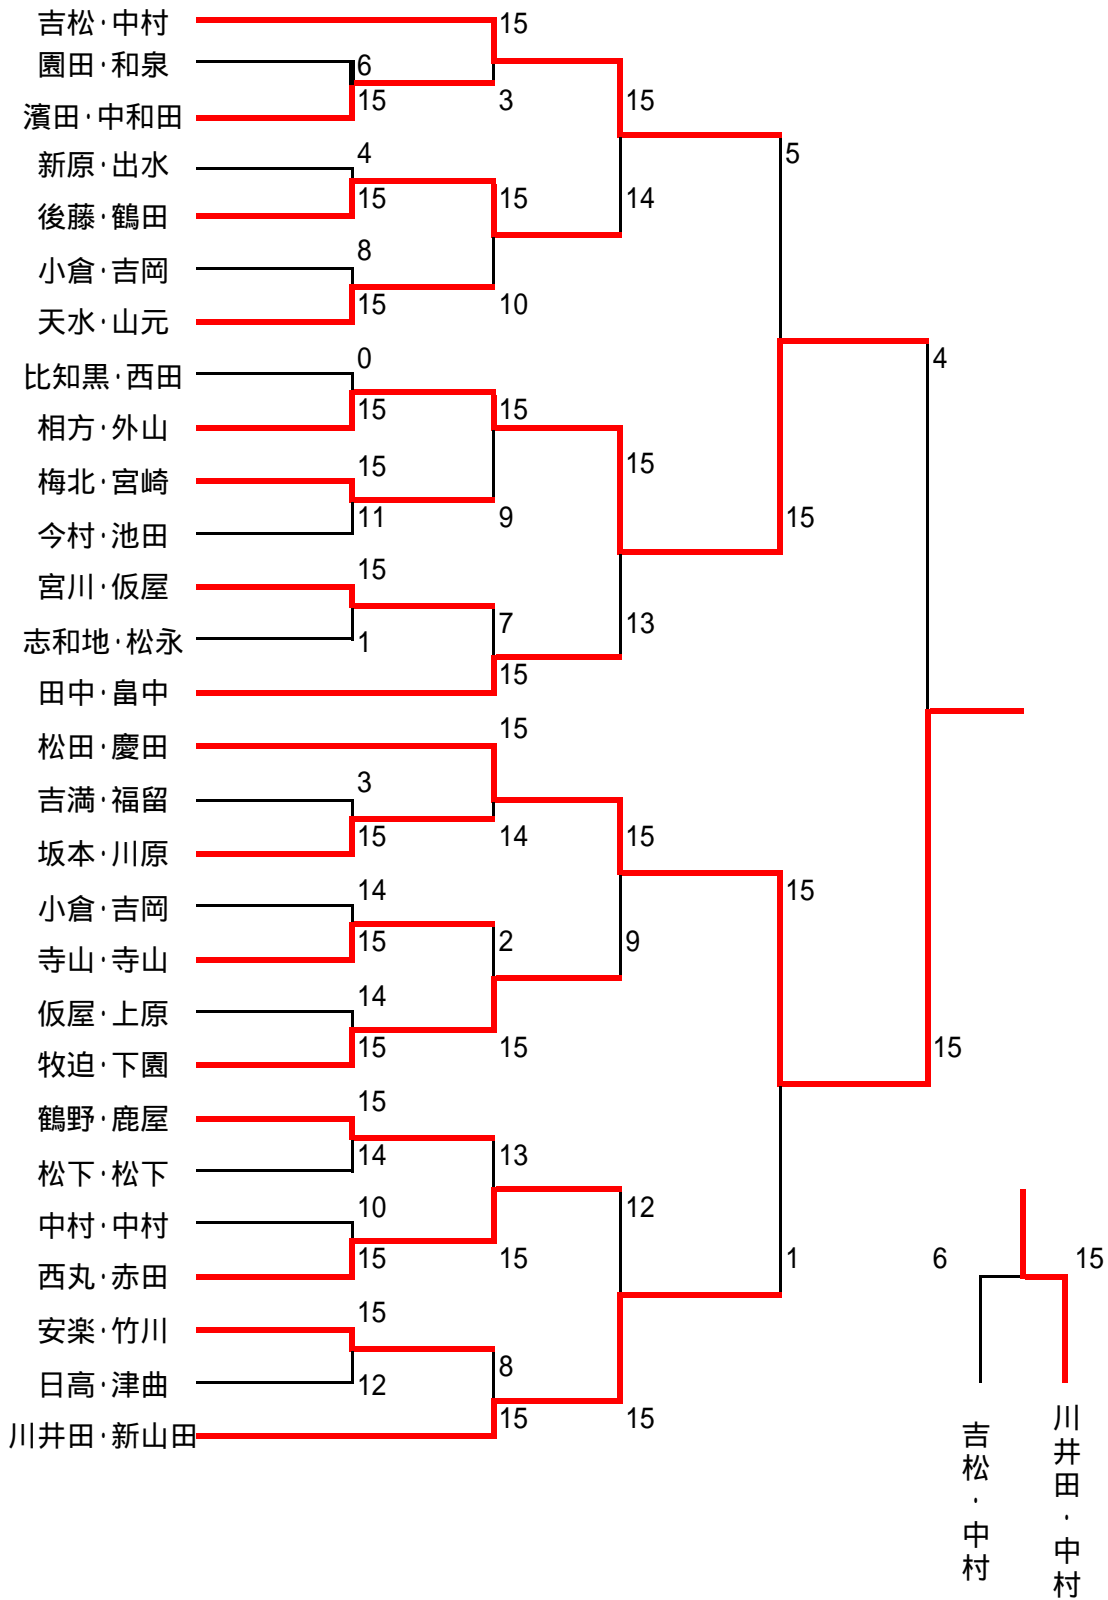 吉松・中村
15
園田・和泉
6
濱田・中和田
15
3
15
新原・出水
4
5
後藤・鶴田
15
15
14
小倉・吉岡
8
天水・山元
15
10
比知黒・西田
0
4
相方・外山
15
15
梅北・宮崎
15
15
今村・池田
11
9
15
宮川・仮屋
15
志和地・松永
1
7
13
田中・畠中
15
松田・慶田
15
吉満・福留
3
坂本・川原
15
14
15
小倉・吉岡
14
15
寺山・寺山
15
2
9
仮屋・上原
14
牧迫・下園
15
15
15
鶴野・鹿屋
15
松下・松下
14
13
中村・中村
10
12
西丸・赤田
15
15
1
6
15
安楽・竹川
15
日高・津曲
12
8
川井田・新山田
15
15
吉松・中村
川井田・中村